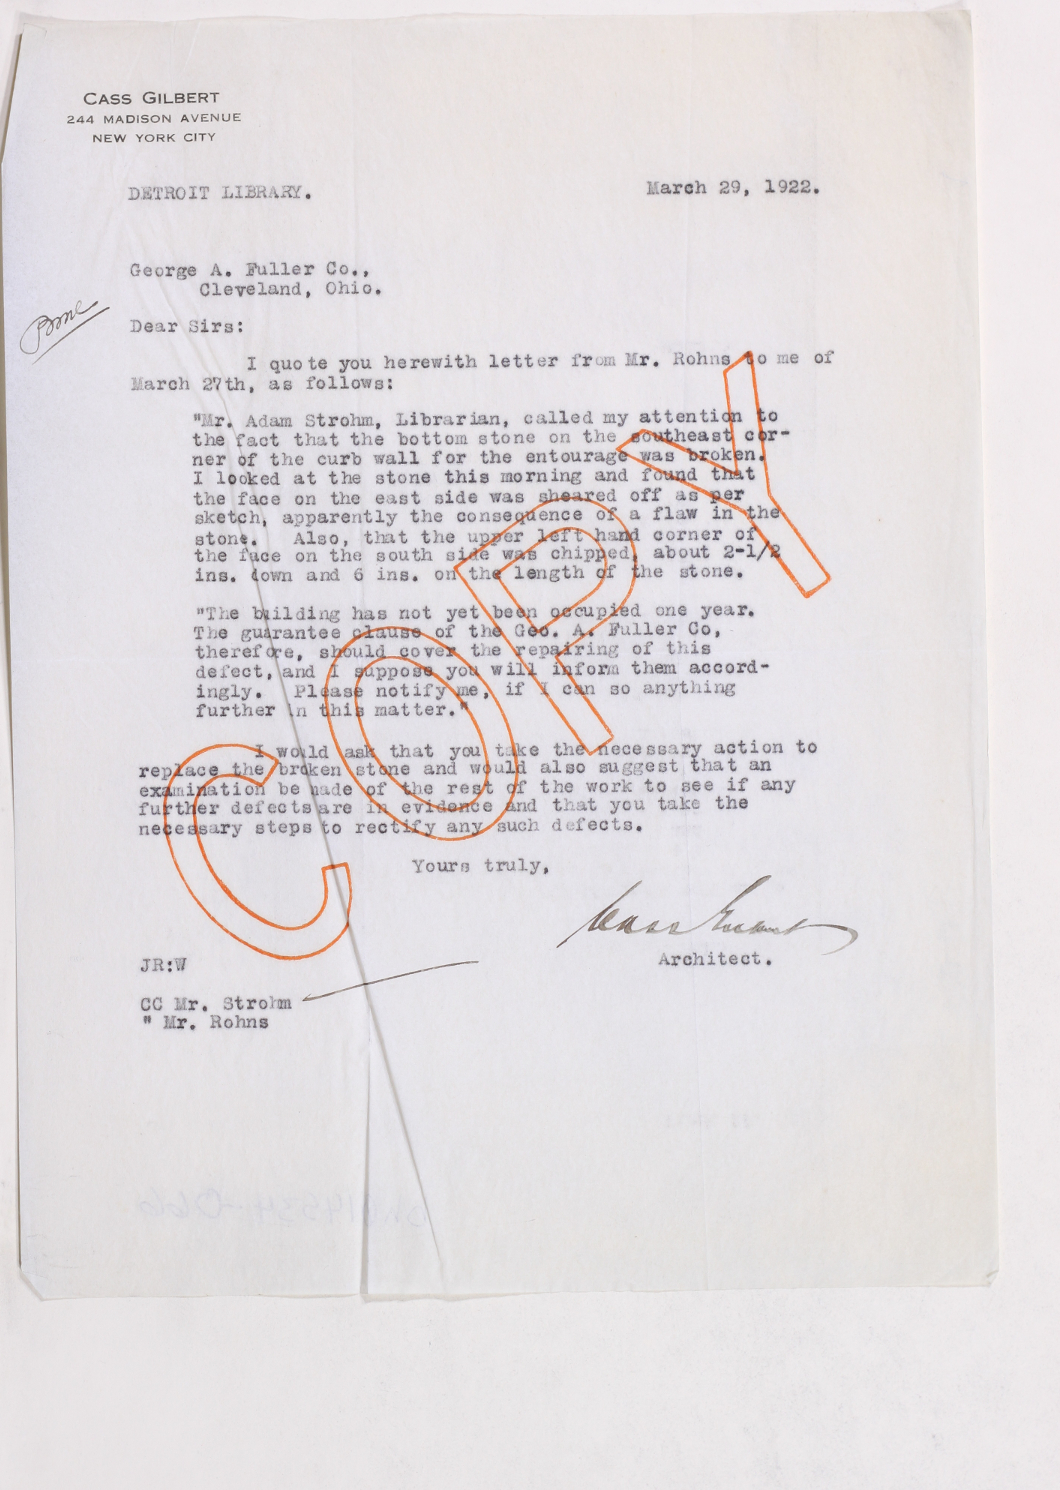 CASS GILBERT
244 MADISON AVENUE
NEW YORK CITY
DETROIT LIBRARY.
March 29, 1922.
George A. Fuller Co.,
Cleveland, Ohio.
Dear Sirs:
I quote you herewith letter from Mr. Rohns to me of
March 27th, as follows:
"Mr. Adam Strohm, Librarian, called my attention to
the fact that the bottom stone on the southeast cor-
ner of the curb wall for the entourage was broken.
I looked at the stone this morning and found that
the face on the east side was sheared off as per
sketch, apparently the consequence of a flaw in the
stone. Also, that the upper left hand corner of
the face on the south side was chipped, about 2-1/2
ins. down and 6 ins. on the length of the stone.
"The building has not yet been occupied one year.
The guarantee clause of the Geo. A. Fuller Co,
therefore, should cover the repairing of this
defect, and I suppose you will inform them accord-
ingly. Please notify me, if I can so anything
further in this matter."
I would ask that you take the necessary action to
replace the broken stone and would also suggest that an
examination be made of the rest of the work to see if any
further defects are in evidence and that you take the
necessary steps to rectify any such defects.
Yours truly,
Cass Gilbert
Architect.
JR:W
CC Mr. Strohm
" Mr. Rohns
COPY